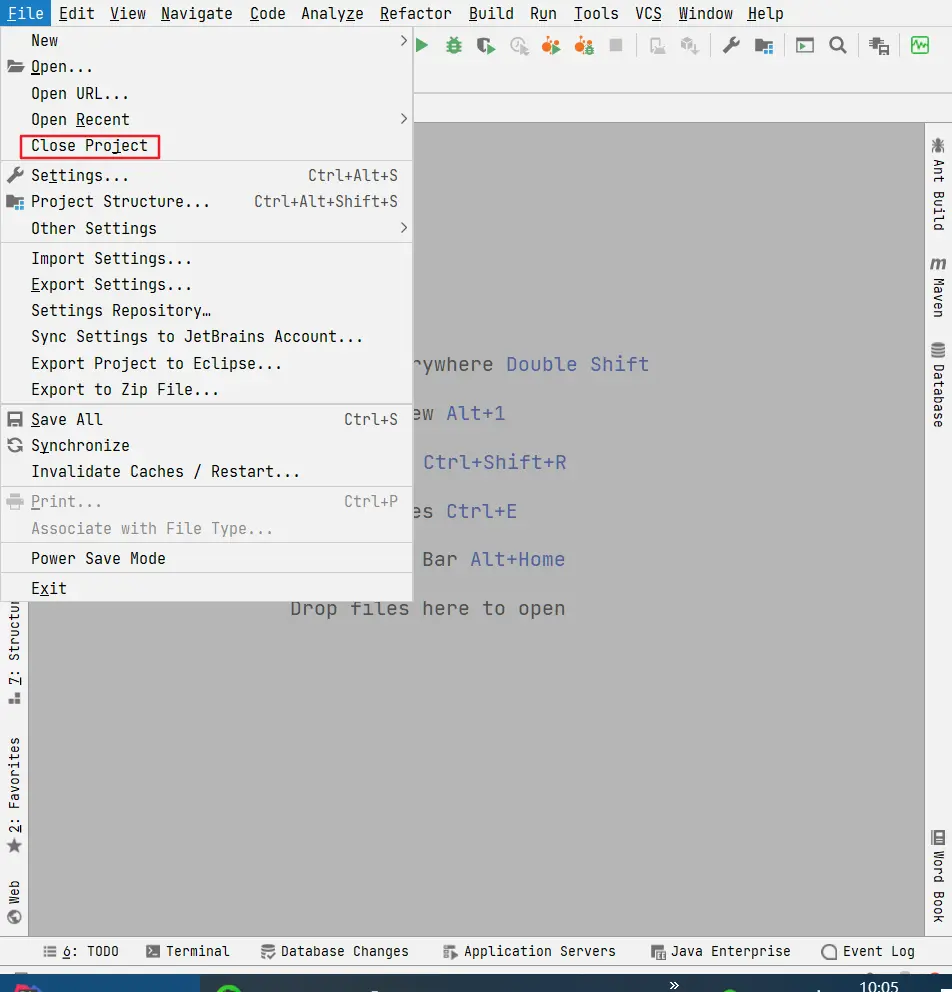 File Edit View Navigate Code Analyze Refactor Build Run Tools VCS Window Help
New
Open...
Open URL...
Open Recent
Close Project
Settings... Ctrl+Alt+S
Project Structure... Ctrl+Alt+Shift+S
Other Settings
Import Settings...
Export Settings...
Settings Repository…
Sync Settings to JetBrains Account...
Export Project to Eclipse...
Export to Zip File...
Save All Ctrl+S
Synchronize
Invalidate Caches / Restart...
Print... Ctrl+P
Associate with File Type...
Power Save Mode
Exit
rywhere Double Shift
ew Alt+1
Ctrl+Shift+R
es Ctrl+E
Bar Alt+Home
Drop files here to open
7: Structur
2: Favorites
Web
Ant Build
m Maven
Database
Word Book
6: TODO Terminal Database Changes Application Servers Java Enterprise Event Log
» 10:05